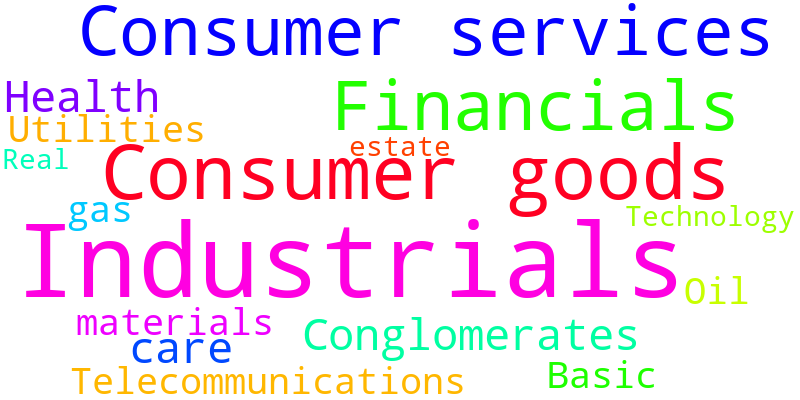 Consumer services
Health
Financials
Utilities
estate
Real
Consumer goods
gas
Technology
Industrials
Oil
materials
Conglomerates
care
Telecommunications
Basic